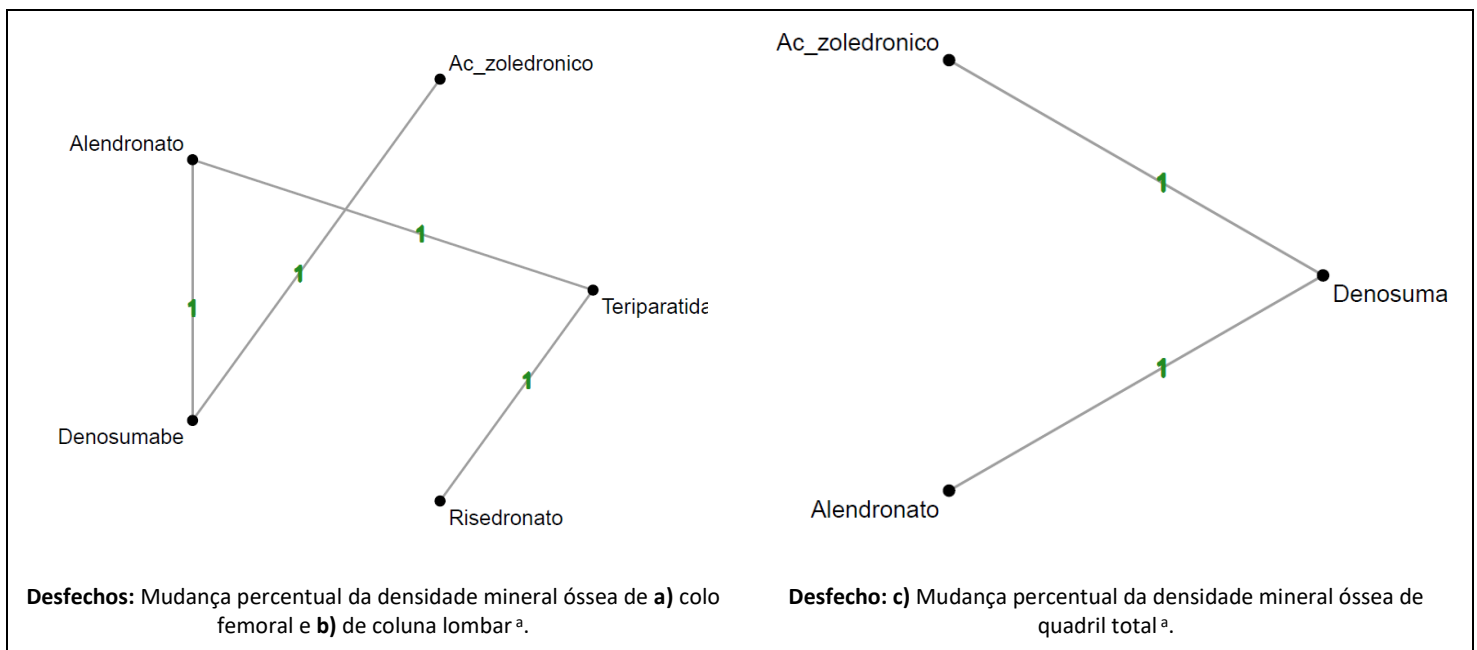 Ac_zoledronico
Alendronato
1
1
1
Teriparatida
1
Denosumabe
Risedronato
Desfechos: Mudança percentual da densidade mineral óssea de a) colo
femoral e b) de coluna lombar ª.
Ac_zoledronico
1
Denosuma
1
Alendronato
Desfecho: c) Mudança percentual da densidade mineral óssea de
quadril total ª.